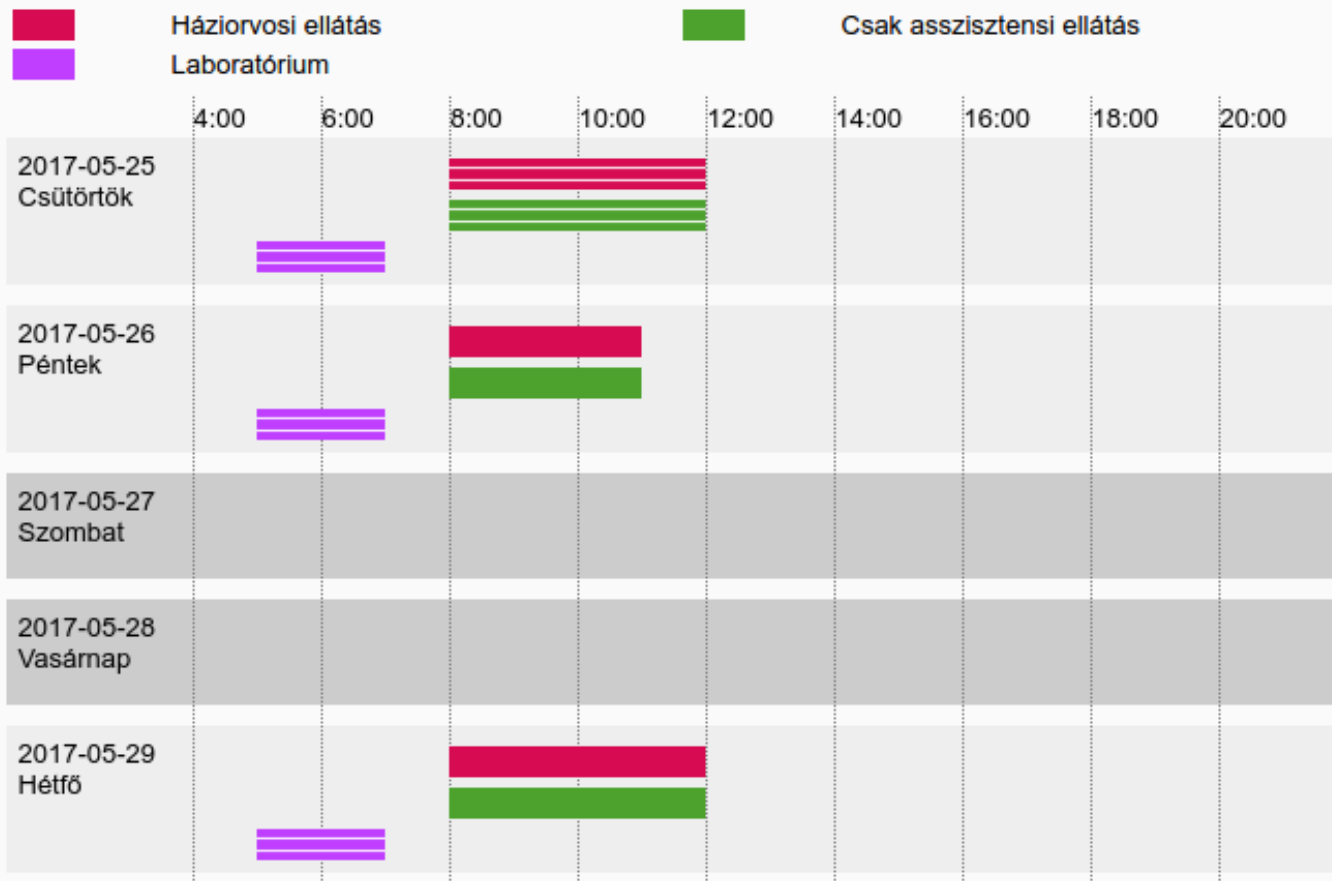 Háziorvosi ellátás
Csak asszisztensi ellátás
Laboratórium
4:00 6:00 8:00 10:00 12:00 14:00 16:00 18:00 20:00
2017-05-25
Csütörtök
2017-05-26
Péntek
2017-05-27
Szombat
2017-05-28
Vasárnap
2017-05-29
Hétfő